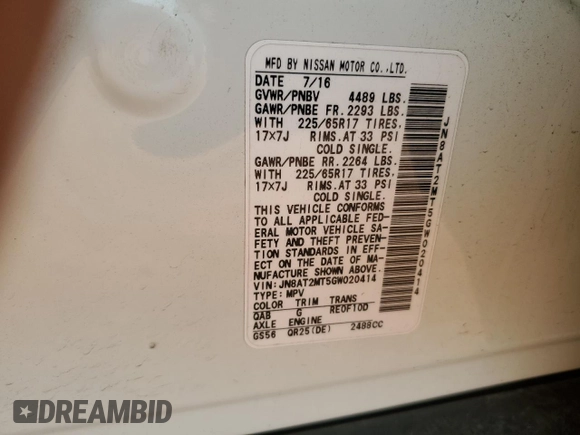 MFD BY NISSAN MOTOR CO.,LTD.
DATE 7/16
GVWR/PNBV 4489 LBS.
GAWR/PNBE FR. 2293 LBS.
WITH 225/65R17 TIRES,
17x7J RIMS.AT 33 PSI
COLD SINGLE.
GAWR/PNBE RR. 2264 LBS.
WITH 225/65R17 TIRES,
17x7J RIMS.AT 33 PSI
COLD SINGLE.
THIS VEHICLE CONFORMS
TO ALL APPLICABLE FED-
ERAL MOTOR VEHICLE SA-
FETY AND THEFT PREVEN-
TION STANDARDS IN EFF-
ECT ON THE DATE OF MA-
NUFACTURE SHOWN ABOVE.
VIN: JN8AT2MT5GW020414
TYPE: MPV
COLOR TRIM TRANS
QAB G RE0F10D
AXLE ENGINE
GS56 QR25(DE) 2488CC
JN8AT2MT5GW020414
DREAMBID